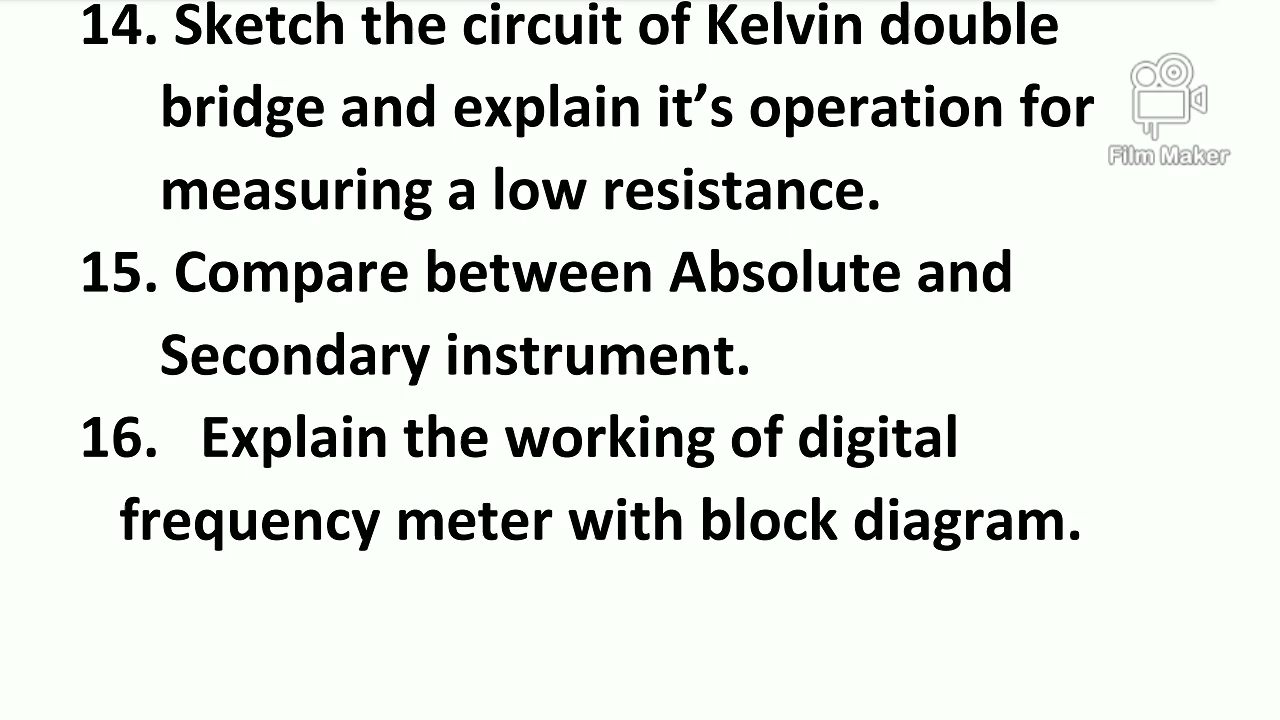 14. Sketch the circuit of Kelvin double
bridge and explain it’s operation for
measuring a low resistance.
15. Compare between Absolute and
Secondary instrument.
16. Explain the working of digital
frequency meter with block diagram.
Film Maker